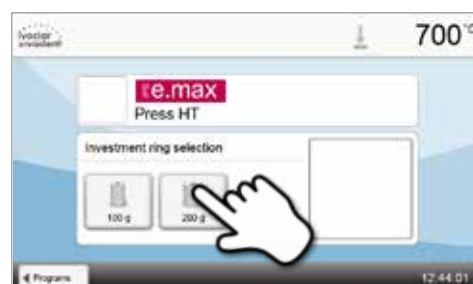 ivoclar
vivadent
700 °C
e.max
Press HT
Investment ring selection
100 g
200 g
Programs
12:44:01